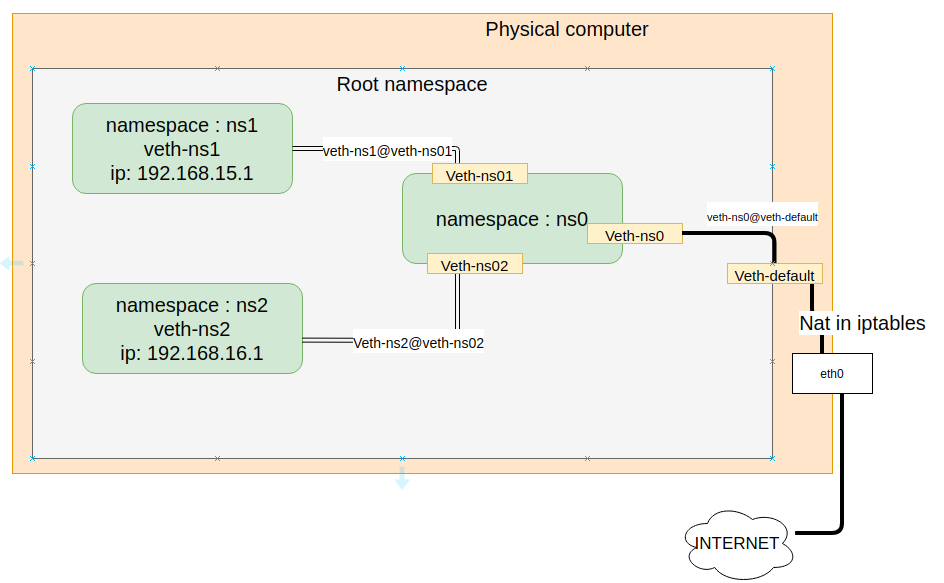 Physical computer
Root namespace
namespace : ns1
veth-ns1
ip: 192.168.15.1
veth-ns1@veth-ns01
Veth-ns01
namespace : ns0
veth-ns0@veth-default
Veth-ns0
Veth-ns02
Veth-default
namespace : ns2
veth-ns2
ip: 192.168.16.1
Veth-ns2@veth-ns02
Nat in iptables
eth0
INTERNET